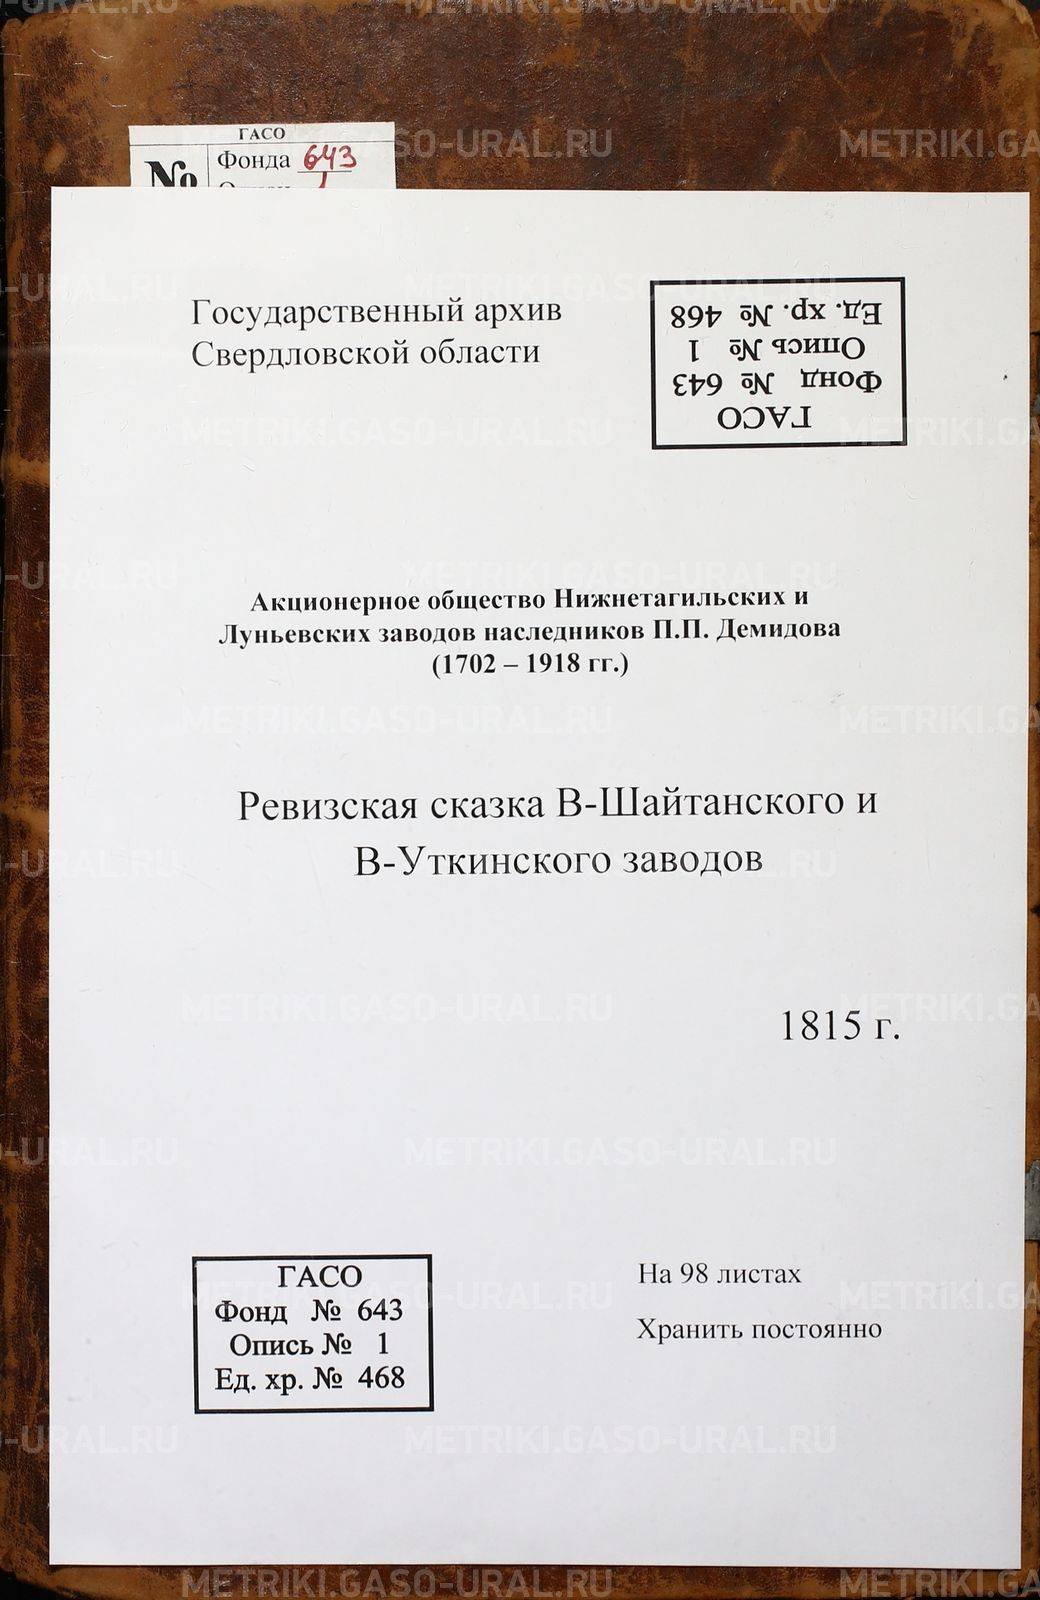 ГАСО
№
Фонда 643
Государственный архив
Свердловской области
ГАСО
Фонд № 643
Опись № 1
Ед. хр. № 468
Акционерное общество Нижнетагильских и
Луньевских заводов наследников П.П. Демидова
(1702 – 1918 гг.)
Ревизская сказка В-Шайтанского и
В-Уткинского заводов
1815 г.
ГАСО
Фонд № 643
Опись № 1
Ед. хр. № 468
На 98 листах
Хранить постоянно
METRIKI.GASO-URAL.RU